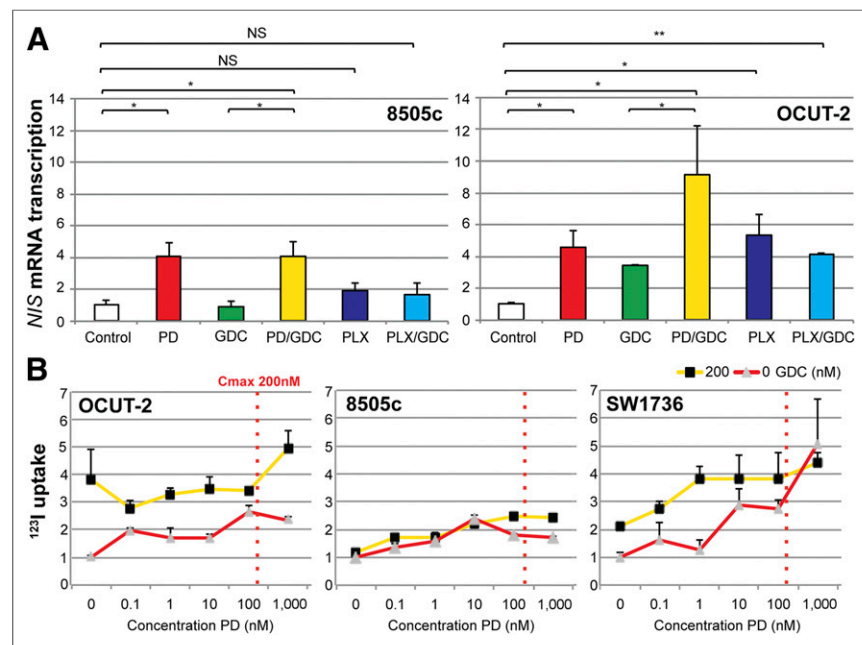 A
NS
**
NS
*
*
*
*
*
*
*
14
12
10
8
6
4
2
0
NIS mRNA transcription
8505c
Control PD GDC PD/GDC PLX PLX/GDC
14
12
10
8
6
4
2
0
OCUT-2
Control PD GDC PD/GDC PLX PLX/GDC
B
Cmax 200nM
200 0 GDC (nM)
7
6
5
4
3
2
1
0
123I uptake
OCUT-2
0 0.1 1 10 100 1,000
Concentration PD (nM)
7
6
5
4
3
2
1
0
8505c
0 0.1 1 10 100 1,000
Concentration PD (nM)
7
6
5
4
3
2
1
0
SW1736
0 0.1 1 10 100 1,000
Concentration PD (nM)